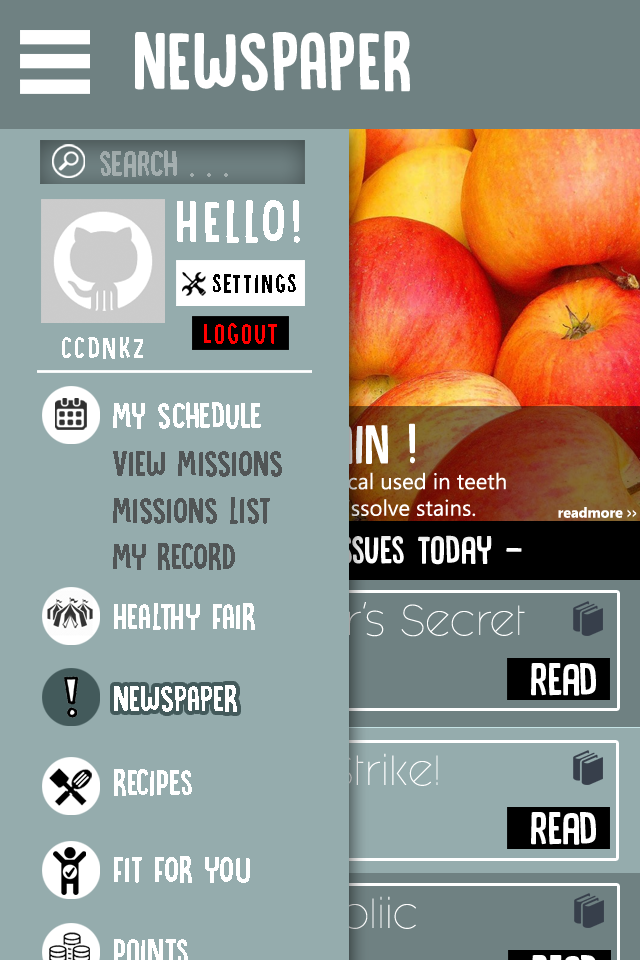 NEWSPAPER
SEARCH . . .
HELLO!
SETTINGS
LOGOUT
CCDNKZ
MY SCHEDULE
VIEW MISSIONS
MISSIONS LIST
MY RECORD
HEALTHY FAIR
NEWSPAPER
RECIPES
FIT FOR YOU
POINTS
AIN !
cal used in teeth
ssolve stains.
readmore ››
SSUES TODAY –
r's Secret
READ
Strike!
READ
oliic
READ